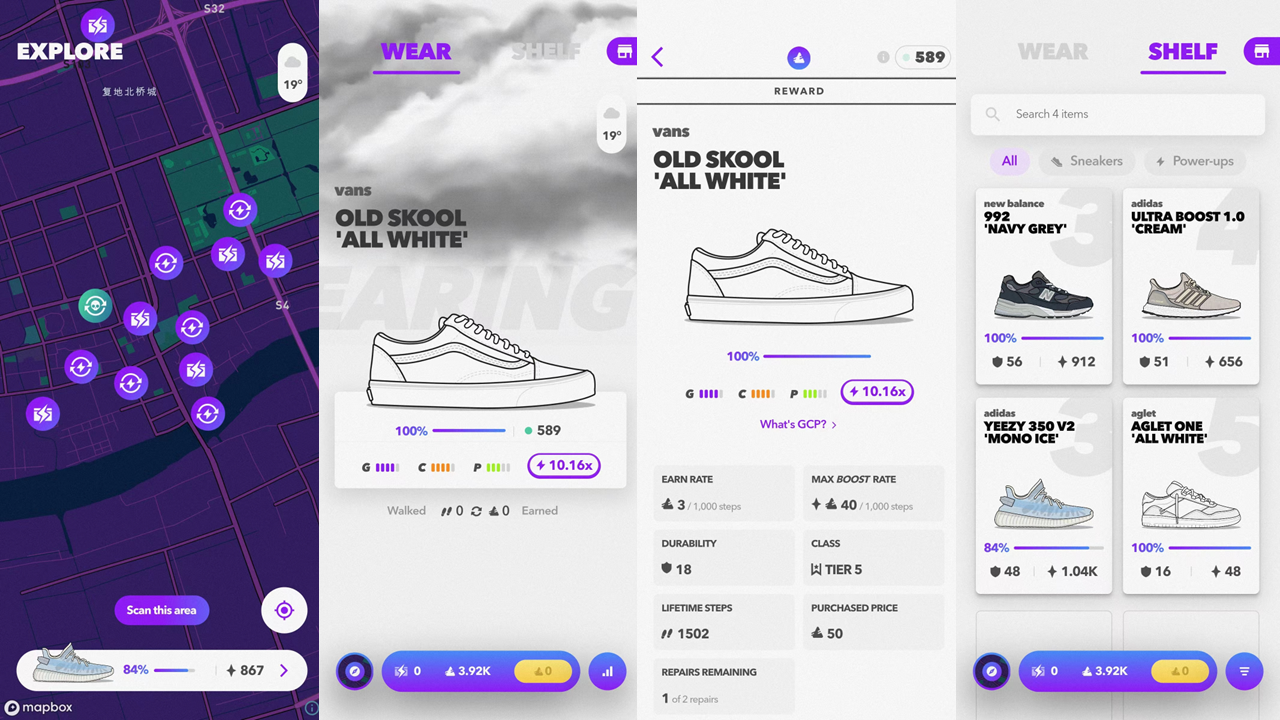 S32
EXPLORE
19°
复地北桥城
S4
Scan this area
84%
867
mapbox
WEAR
SHELF
19°
vans
OLD SKOOL
'ALL WHITE'
EARING
100%
589
G
C
P
10.16x
Walked
0
0
Earned
0
3.92K
0
589
REWARD
vans
OLD SKOOL
'ALL WHITE'
100%
G
C
P
10.16x
What's GCP?
EARN RATE
3 / 1,000 steps
MAX BOOST RATE
40 / 1,000 steps
DURABILITY
18
CLASS
TIER 5
LIFETIME STEPS
1502
PURCHASED PRICE
50
REPAIRS REMAINING
1 of 2 repairs
WEAR
SHELF
Search 4 items
All
Sneakers
Power-ups
new balance
992
'NAVY GREY'
3
100%
56
912
adidas
ULTRA BOOST 1.0
'CREAM'
4
100%
51
656
adidas
YEEZY 350 V2
'MONO ICE'
3
84%
48
1.04K
aglet
AGLET ONE
'ALL WHITE'
5
100%
16
48
0
3.92K
0